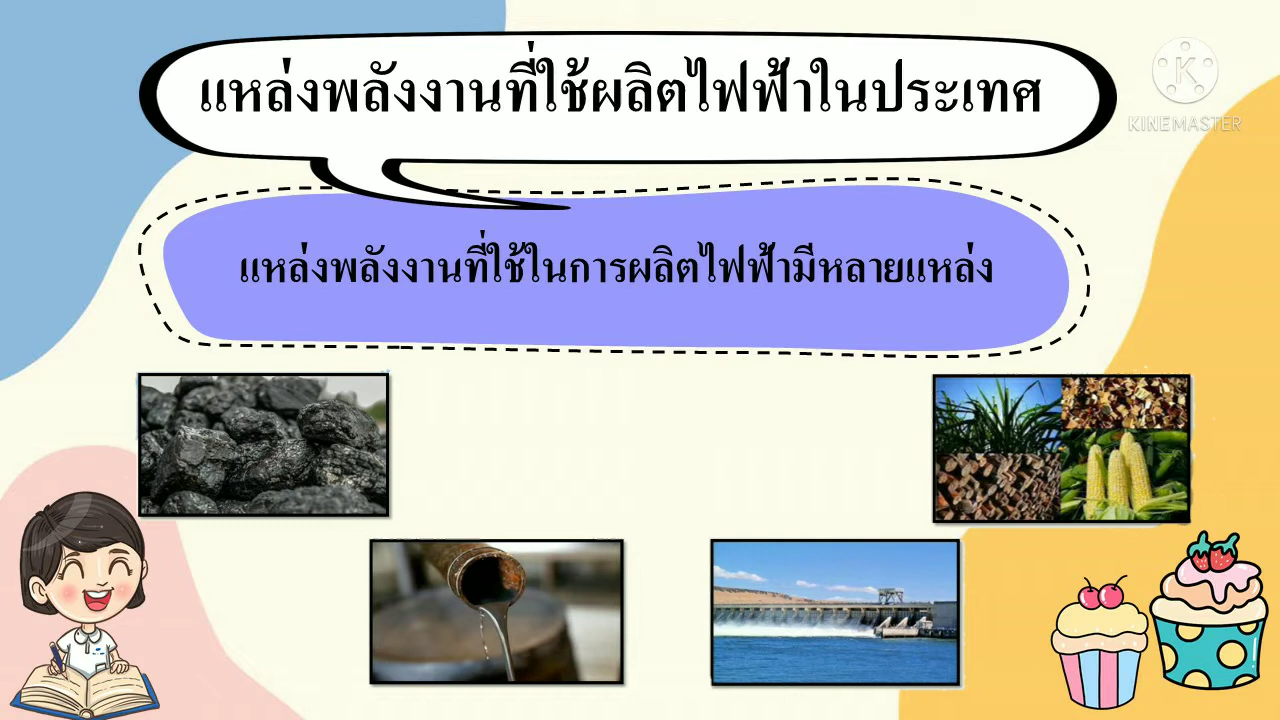 แหล่งพลังงานที่ใช้ผลิตไฟฟ้าในประเทศ
KINEMASTER
แหล่งพลังงานที่ใช้ในการผลิตไฟฟ้ามีหลายแหล่ง